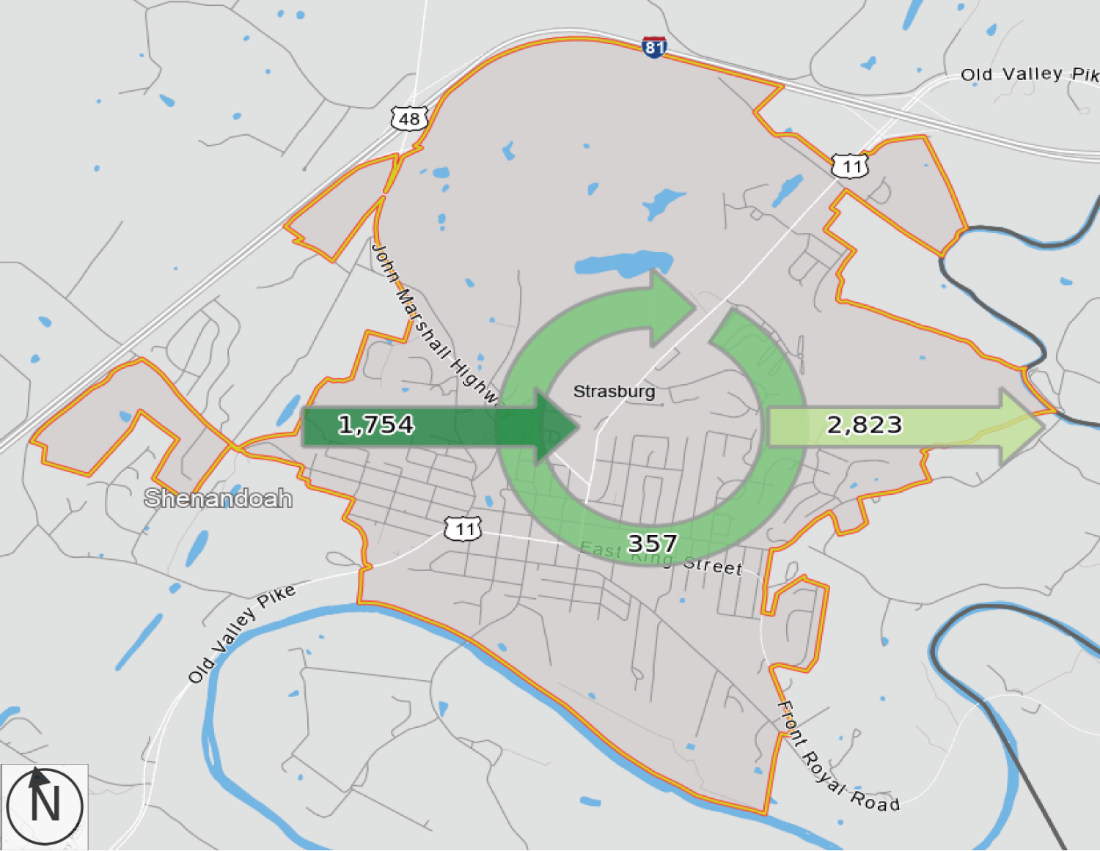 81
Old Valley Pik
48
11
John Marshall Highw
Strasburg
1,754
2,823
Shenandoah
11
357
East King Street
Old Valley Pike
Front Royal Road
N